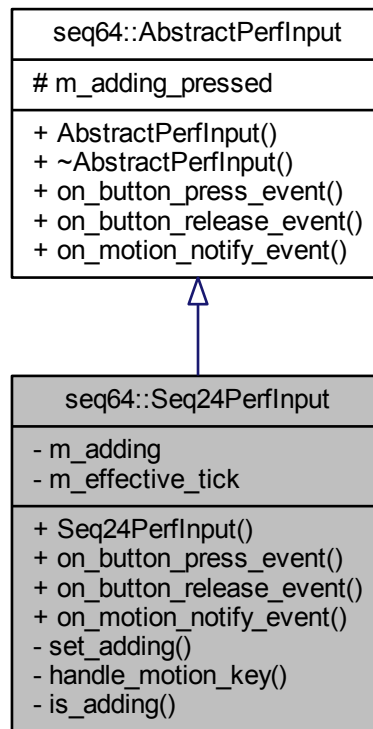 seq64::AbstractPerfInput
# m_adding_pressed
+ AbstractPerfInput()
+ ~AbstractPerfInput()
+ on_button_press_event()
+ on_button_release_event()
+ on_motion_notify_event()
seq64::Seq24PerfInput
- m_adding
- m_effective_tick
+ Seq24PerfInput()
+ on_button_press_event()
+ on_button_release_event()
+ on_motion_notify_event()
- set_adding()
- handle_motion_key()
- is_adding()